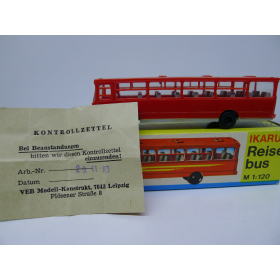 KONTROLLZETTEL
Bei Beanstandungen
bitten wir diesen Kontrollzettel
einzusenden!
Arb.-Nr.
Datum
VEB Modell-Konstrukt, 7042 Leipzig
Plösener Straße 8
IKARU
Reise
bus
M 1:120